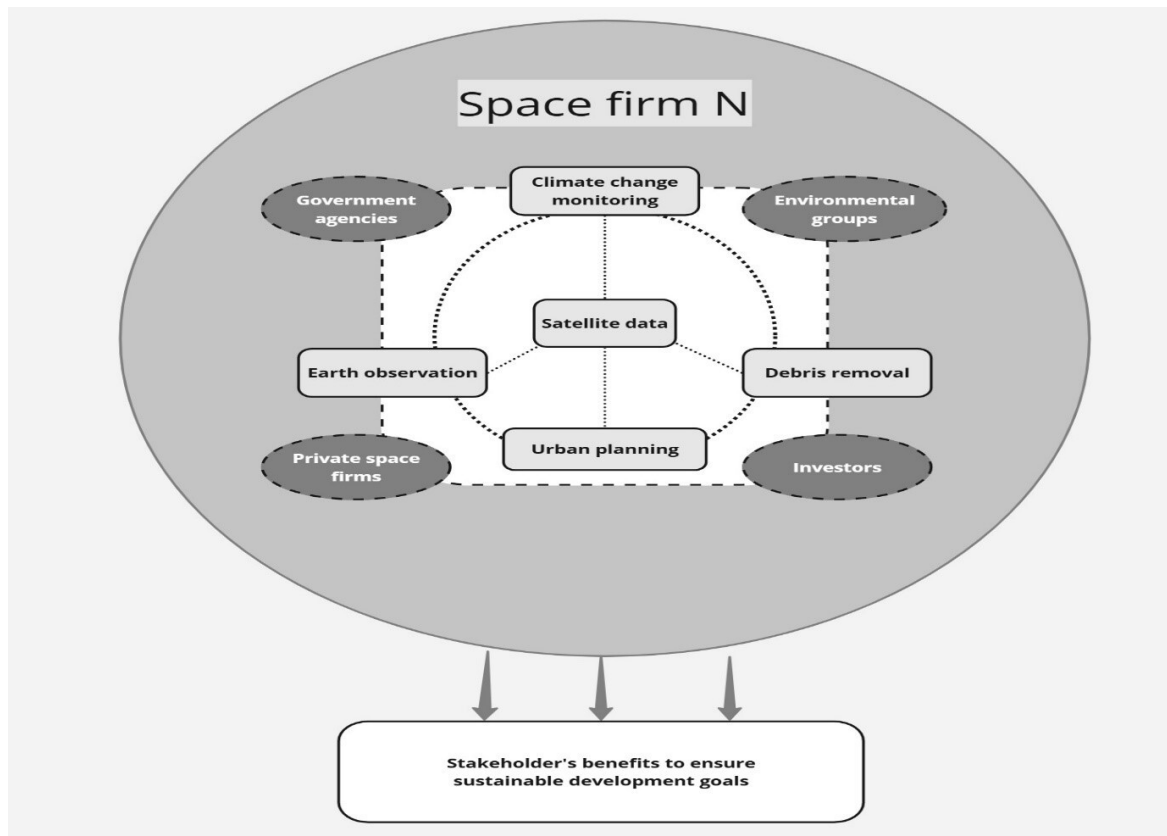 Space firm N
Climate change
monitoring
Government
agencies
Environmental
groups
Satellite data
Earth observation
Debris removal
Urban planning
Private space
firms
Investors
Stakeholder's benefits to ensure
sustainable development goals